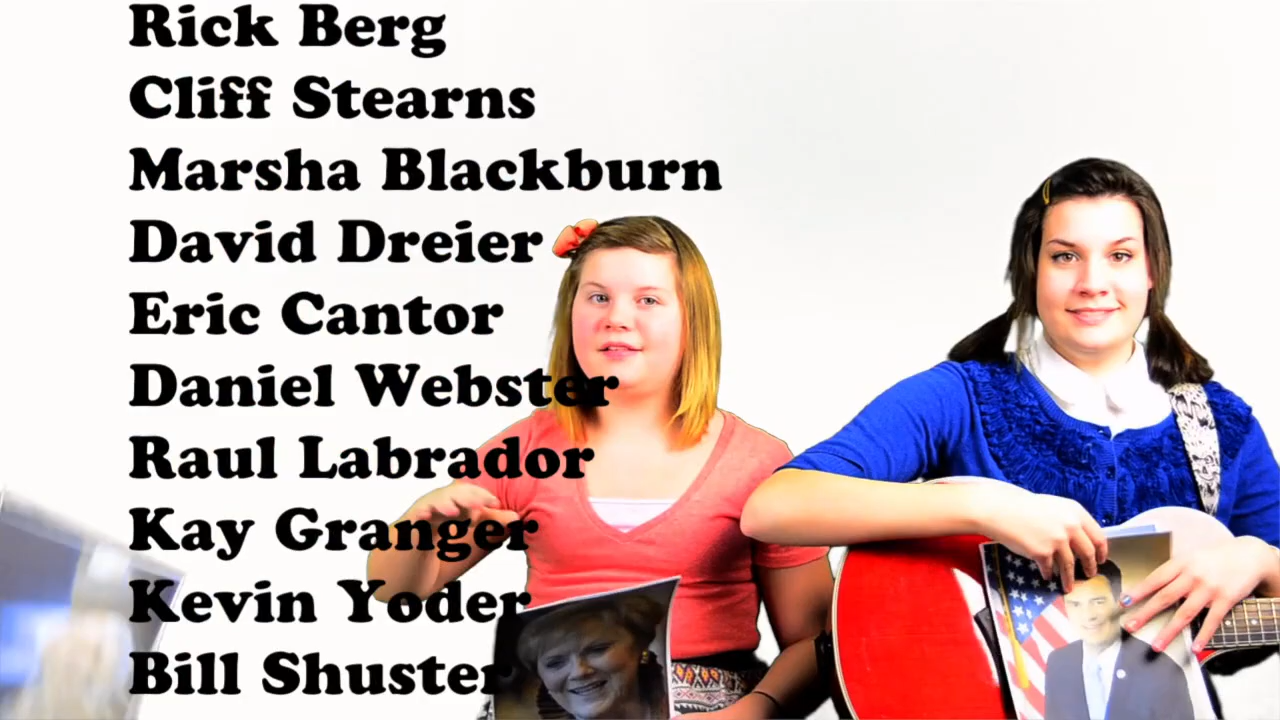 Rick Berg
Cliff Stearns
Marsha Blackburn
David Dreier
Eric Cantor
Daniel Webster
Raul Labrador
Kay Granger
Kevin Yoder
Bill Shuster